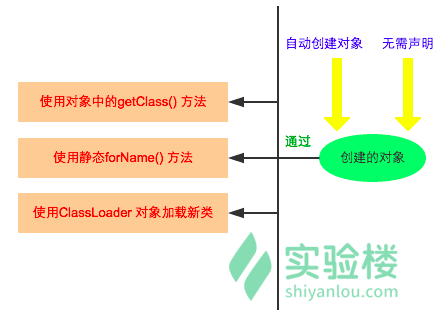 自动创建对象 无需声明
使用对象中的getClass() 方法
通过
使用静态forName() 方法
创建的对象
使用ClassLoader 对象加载新类
实验楼
shiyanlou.com